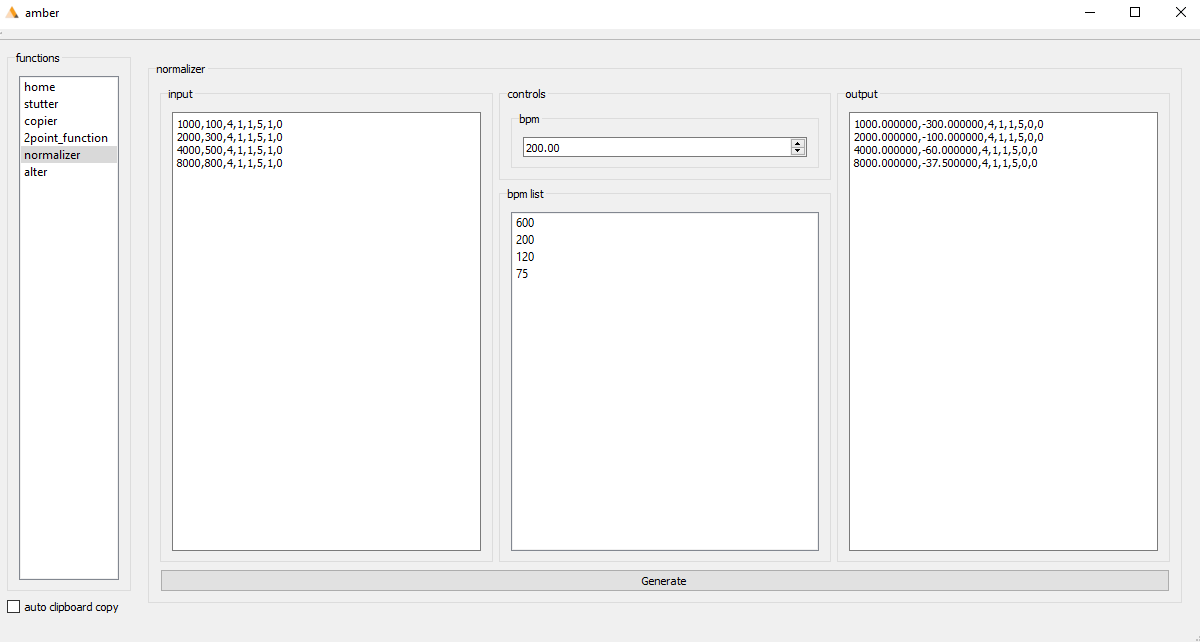 amber
functions
home
stutter
copier
2point_function
normalizer
alter
auto clipboard copy
normalizer
input
1000,100,4,1,1,5,1,0
2000,300,4,1,1,5,1,0
4000,500,4,1,1,5,1,0
8000,800,4,1,1,5,1,0
controls
bpm
200.00
bpm list
600
200
120
75
output
1000.000000,-300.000000,4,1,1,5,0,0
2000.000000,-100.000000,4,1,1,5,0,0
4000.000000,-60.000000,4,1,1,5,0,0
8000.000000,-37.500000,4,1,1,5,0,0
Generate